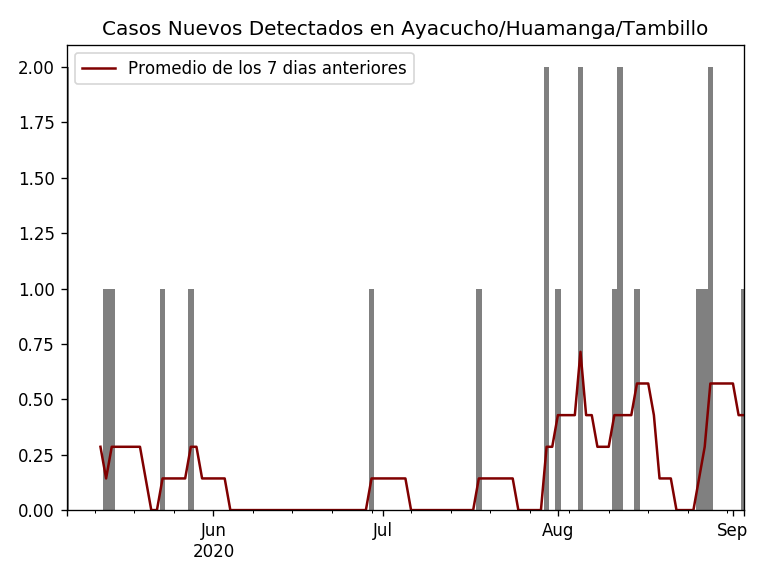 Casos Nuevos Detectados en Ayacucho/Huamanga/Tambillo
Promedio de los 7 dias anteriores
2.00
1.75
1.50
1.25
1.00
0.75
0.50
0.25
0.00
Jun
2020
Jul
Aug
Sep